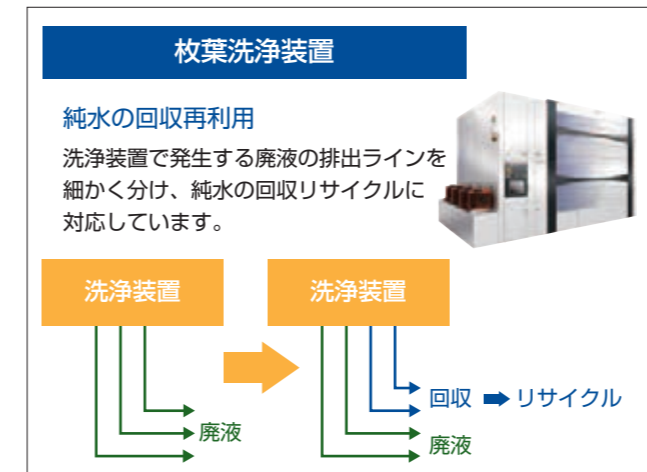 枚葉洗浄装置
純水の回収再利用
洗浄装置で発生する廃液の排出ラインを
細かく分け、純水の回収リサイクルに
対応しています。
洗浄装置
洗浄装置
回収
リサイクル
廃液
廃液